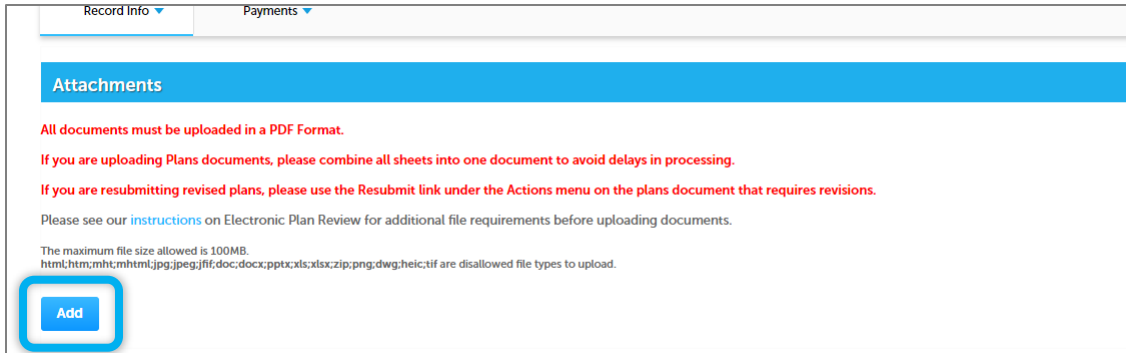 Record Info Payments
Attachments
All documents must be uploaded in a PDF Format.
If you are uploading Plans documents, please combine all sheets into one document to avoid delays in processing.
If you are resubmitting revised plans, please use the Resubmit link under the Actions menu on the plans document that requires revisions.
Please see our instructions on Electronic Plan Review for additional file requirements before uploading documents.
The maximum file size allowed is 100MB.
html;htm;mht;mhtml;jpg;jpeg;jfif;doc;docx;pptx;xls;xlsx;zip;png;dwg;heic;tif are disallowed file types to upload.
Add